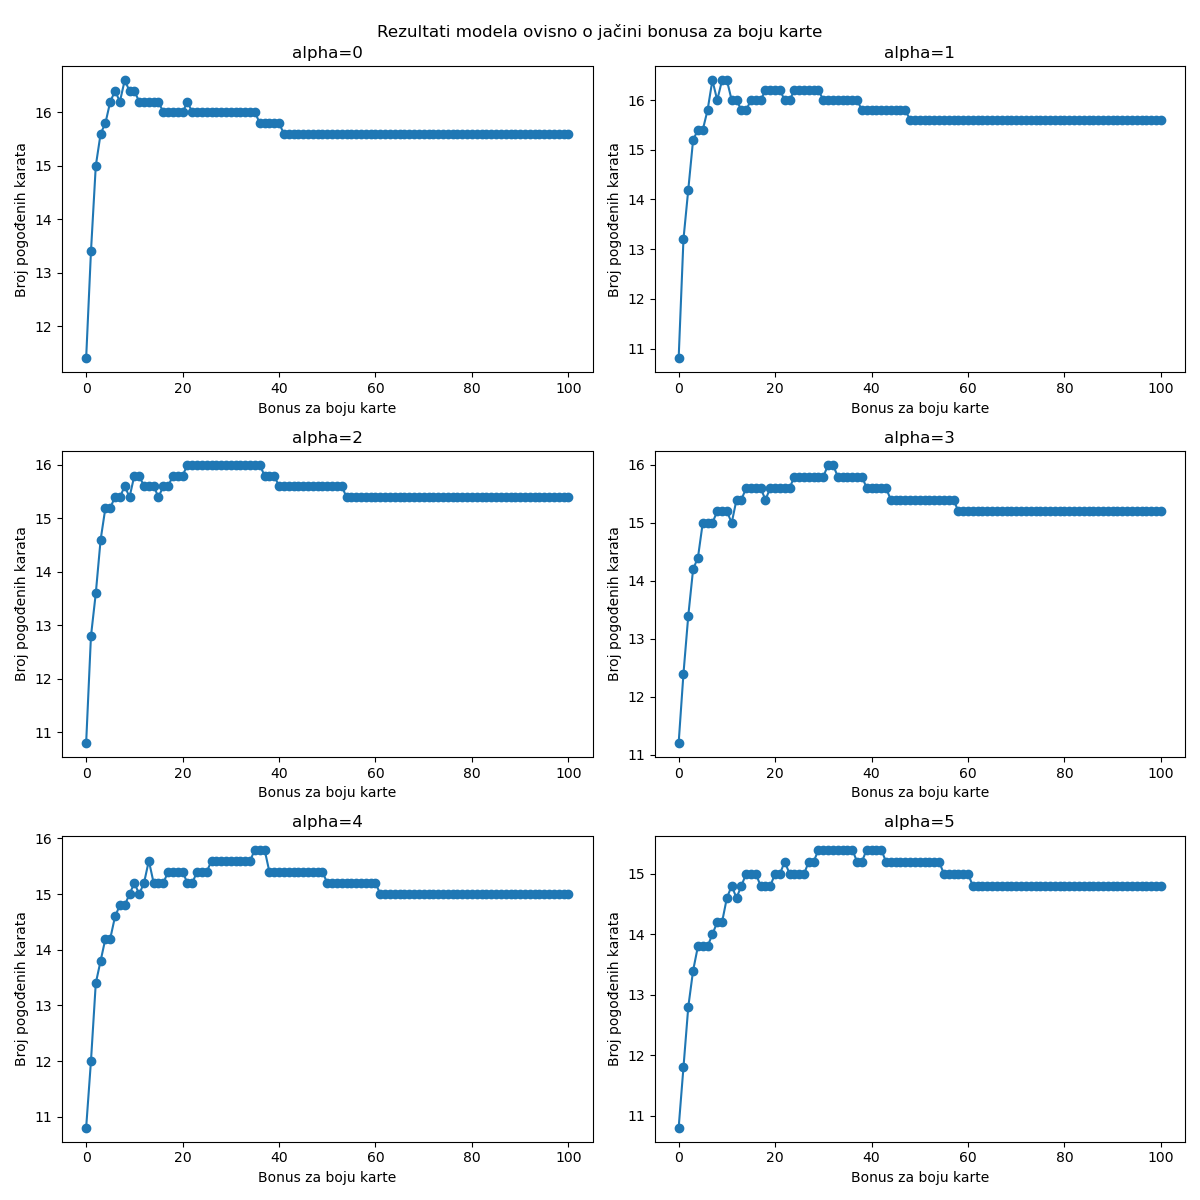 Rezultati modela ovisno o jačini bonusa za boju karte
alpha=0
Broj pogođenih karata
16
15
14
13
12
0 20 40 60 80 100
Bonus za boju karte
alpha=1
Broj pogođenih karata
16
15
14
13
12
11
0 20 40 60 80 100
Bonus za boju karte
alpha=2
Broj pogođenih karata
16
15
14
13
12
11
0 20 40 60 80 100
Bonus za boju karte
alpha=3
Broj pogođenih karata
16
15
14
13
12
11
0 20 40 60 80 100
Bonus za boju karte
alpha=4
Broj pogođenih karata
16
15
14
13
12
11
0 20 40 60 80 100
Bonus za boju karte
alpha=5
Broj pogođenih karata
15
14
13
12
11
0 20 40 60 80 100
Bonus za boju karte